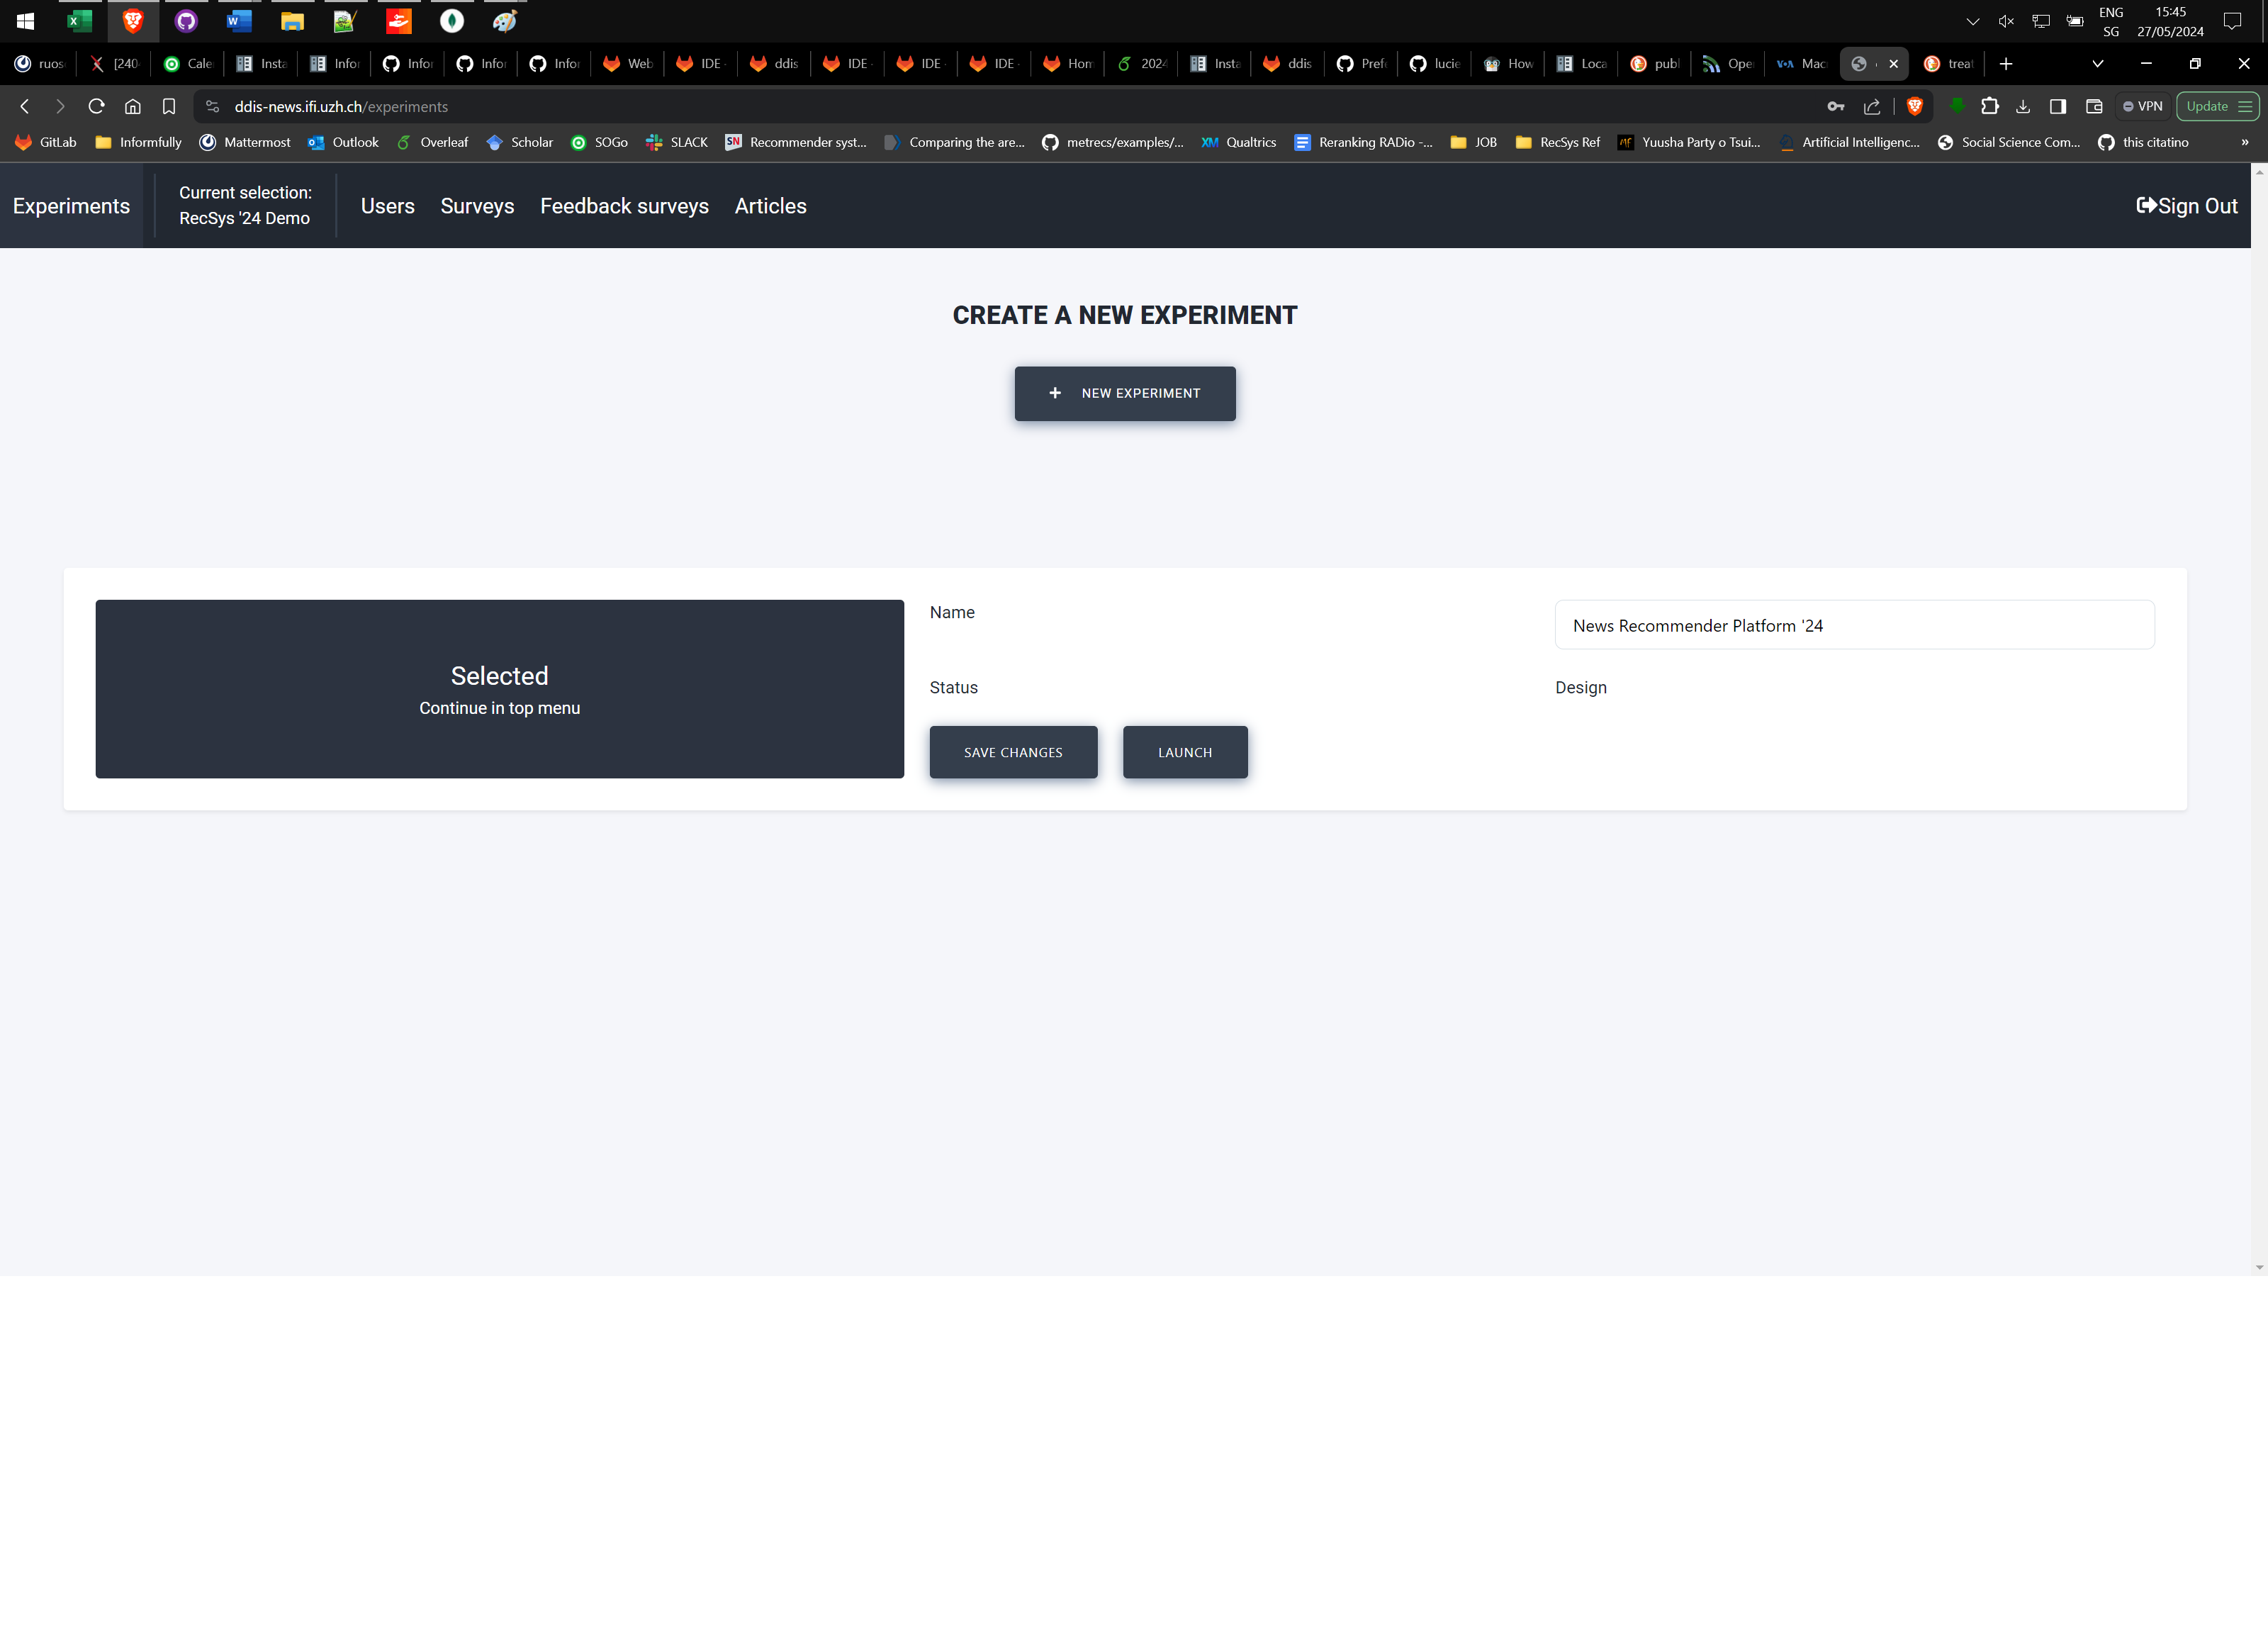 ENG
SG
15:45
27/05/2024
ruos
[240
Cale
Insta
Infor
Infor
Infor
Infor
Web
IDE
ddis
IDE
IDE
IDE
Hom
2024
Insta
ddis
Prefe
lucie
How
Loca
publ
Ope
Mac
treat
ddis-news.ifi.uzh.ch/experiments
VPN
Update
GitLab
Informfully
Mattermost
Outlook
Overleaf
Scholar
SOGo
SLACK
SN Recommender syst...
Comparing the are...
metrecs/examples/...
XM Qualtrics
Reranking RADio -...
JOB
RecSys Ref
Yuusha Party o Tsui...
Artificial Intelligenc...
Social Science Com...
this citatino
»
Experiments
Current selection:
RecSys '24 Demo
Users
Surveys
Feedback surveys
Articles
Sign Out
CREATE A NEW EXPERIMENT
+ NEW EXPERIMENT
Selected
Continue in top menu
Name
News Recommender Platform '24
Status
Design
SAVE CHANGES
LAUNCH